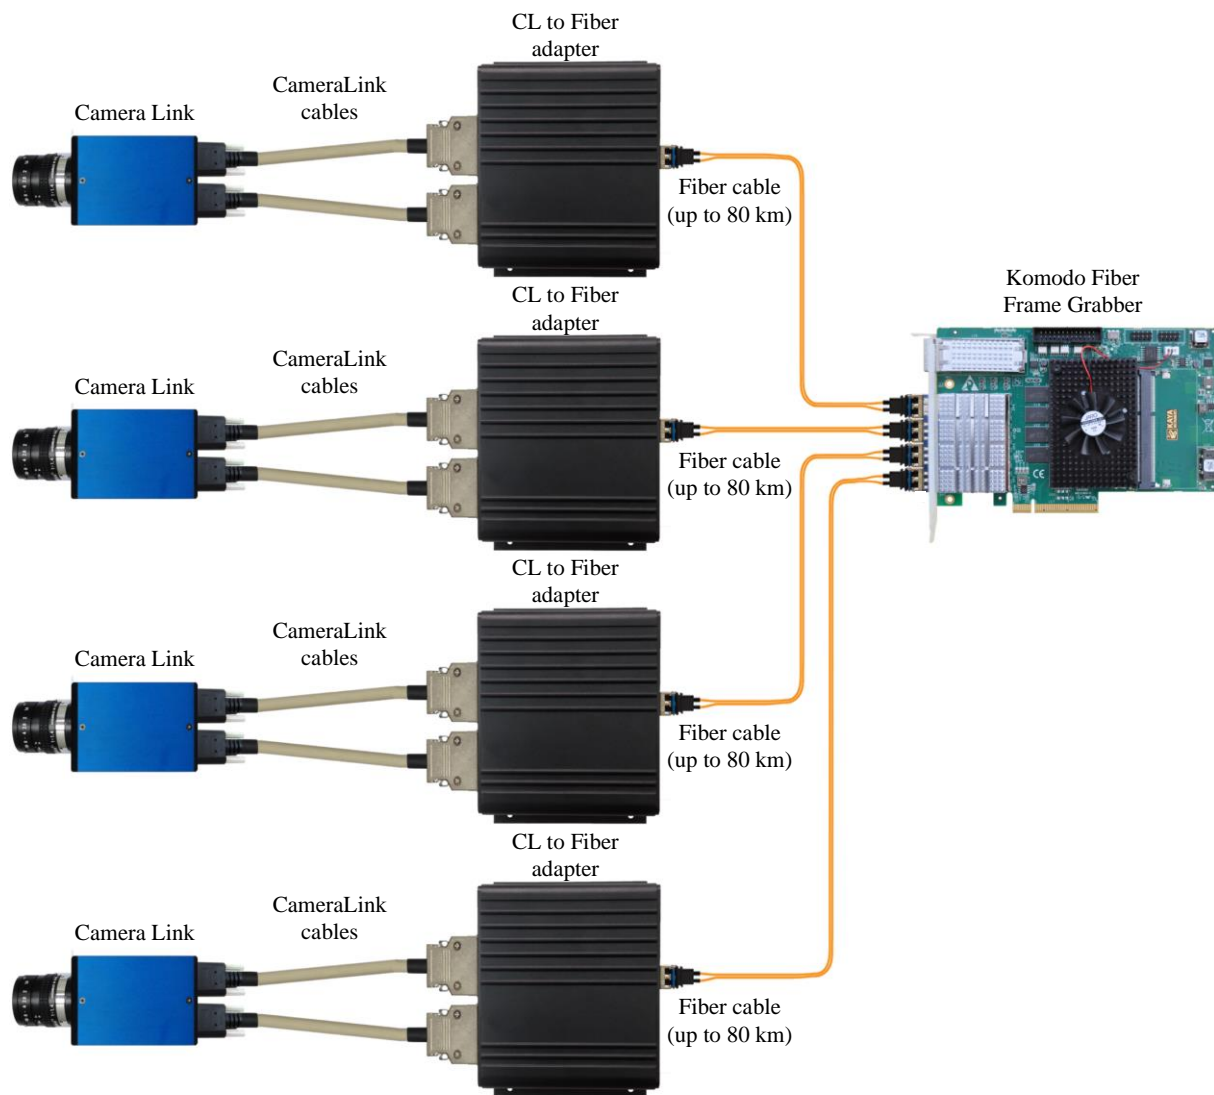 CL to Fiber
adapter
CameraLink
cables
Camera Link
Fiber cable
(up to 80 km)
CL to Fiber
adapter
CameraLink
cables
Camera Link
Fiber cable
(up to 80 km)
Komodo Fiber
Frame Grabber
KAYA
CE
CL to Fiber
adapter
CameraLink
cables
Camera Link
Fiber cable
(up to 80 km)
CL to Fiber
adapter
CameraLink
cables
Camera Link
Fiber cable
(up to 80 km)